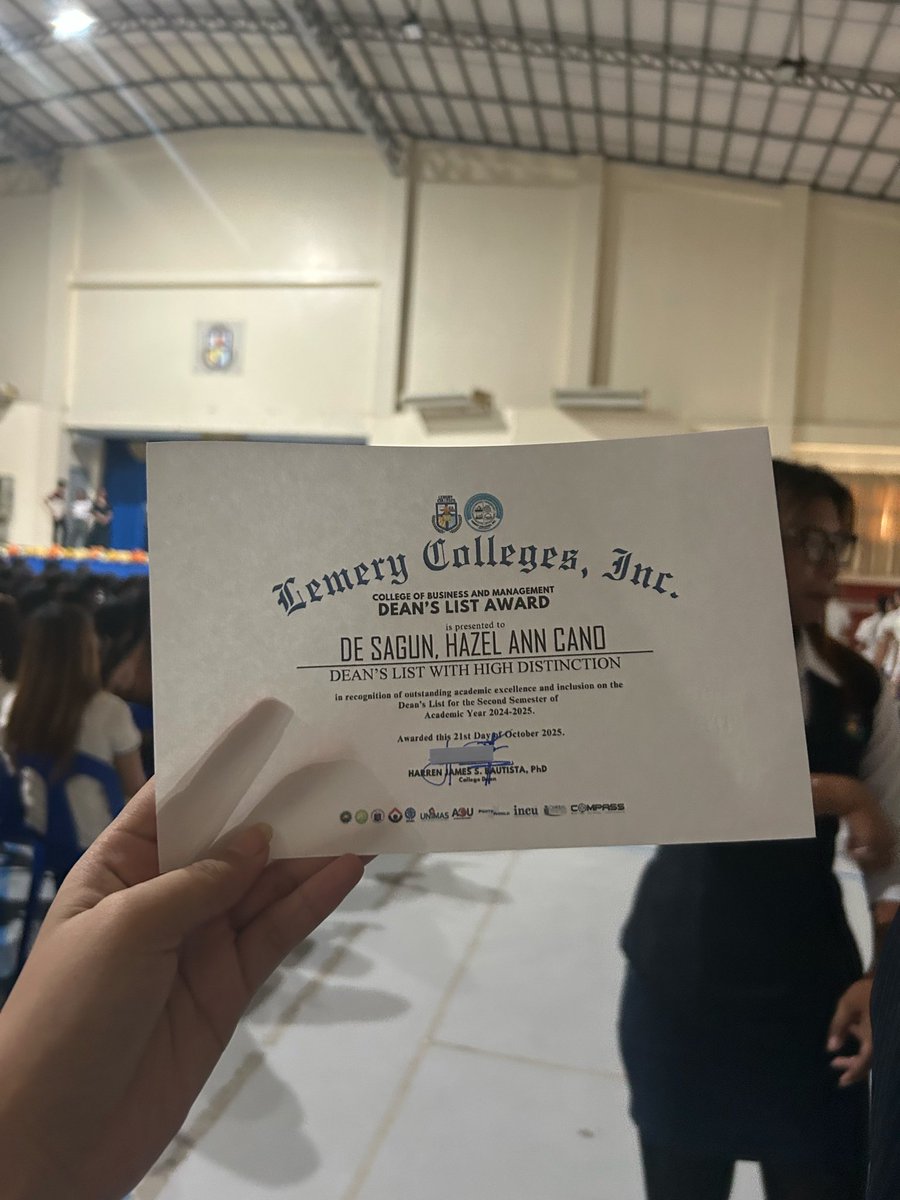 Lemery Colleges, Inc.
COLLEGE OF BUSINESS AND MANAGEMENT
DEAN'S LIST AWARD
is presented to
DE SAGUN, HAZEL ANN CANO
DEAN'S LIST WITH HIGH DISTINCTION
in recognition of outstanding academic excellence and inclusion on the
Dean's List for the Second Semester of
Academic Year 2024-2025.
Awarded this 21st Day of October 2025.
HARREN JAMES S. BAUTISTA, PhD
College Dean
UNIMAS incu COMPASS